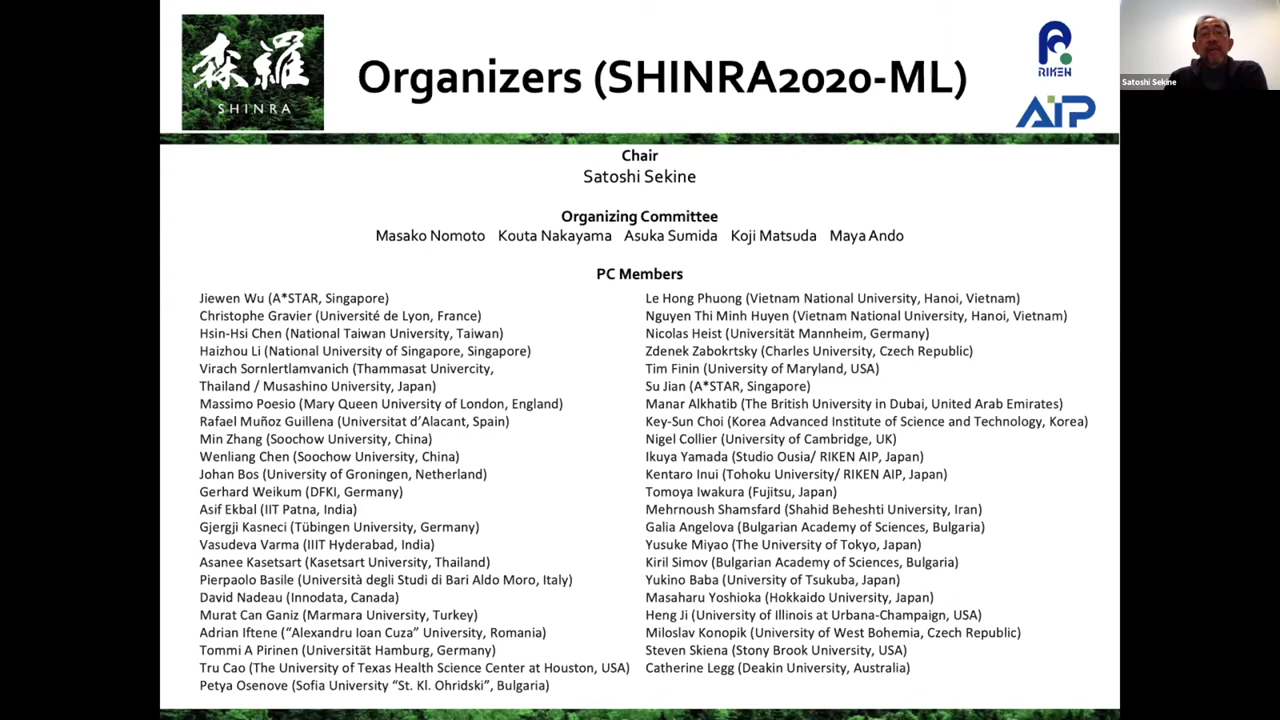 森羅
SHINRA
Organizers (SHINRA2020-ML)
RIKEN
AIP
Satoshi Sekine
Chair
Satoshi Sekine
Organizing Committee
Masako Nomoto Kouta Nakayama Asuka Sumida Koji Matsuda Maya Ando
PC Members
Jiewen Wu (A*STAR, Singapore)
Christophe Gravier (Université de Lyon, France)
Hsin-Hsi Chen (National Taiwan University, Taiwan)
Haizhou Li (National University of Singapore, Singapore)
Virach Sornlertlamvanich (Thammasat Univercity,
Thailand / Musashino University, Japan)
Massimo Poesio (Mary Queen University of London, England)
Rafael Muñoz Guillena (Universitat d’Alacant, Spain)
Min Zhang (Soochow University, China)
Wenliang Chen (Soochow University, China)
Johan Bos (University of Groningen, Netherland)
Gerhard Weikum (DFKI, Germany)
Asif Ekbal (IIT Patna, India)
Gjergji Kasneci (Tübingen University, Germany)
Vasudeva Varma (IIIT Hyderabad, India)
Asanee Kasetsart (Kasetsart University, Thailand)
Pierpaolo Basile (Università degli Studi di Bari Aldo Moro, Italy)
David Nadeau (Innodata, Canada)
Murat Can Ganiz (Marmara University, Turkey)
Adrian Iftene (“Alexandru Ioan Cuza” University, Romania)
Tommi A Pirinen (Universität Hamburg, Germany)
Tru Cao (The University of Texas Health Science Center at Houston, USA)
Petya Osenove (Sofia University “St. Kl. Ohridski”, Bulgaria)
Le Hong Phuong (Vietnam National University, Hanoi, Vietnam)
Nguyen Thi Minh Huyen (Vietnam National University, Hanoi, Vietnam)
Nicolas Heist (Universität Mannheim, Germany)
Zdenek Zabokrtsky (Charles University, Czech Republic)
Tim Finin (University of Maryland, USA)
Su Jian (A*STAR, Singapore)
Manar Alkhatib (The British University in Dubai, United Arab Emirates)
Key-Sun Choi (Korea Advanced Institute of Science and Technology, Korea)
Nigel Collier (University of Cambridge, UK)
Ikuya Yamada (Studio Ousia/ RIKEN AIP, Japan)
Kentaro Inui (Tohoku University/ RIKEN AIP, Japan)
Tomoya Iwakura (Fujitsu, Japan)
Mehrnoush Shamsfard (Shahid Beheshti University, Iran)
Galia Angelova (Bulgarian Academy of Sciences, Bulgaria)
Yusuke Miyao (The University of Tokyo, Japan)
Kiril Simov (Bulgarian Academy of Sciences, Bulgaria)
Yukino Baba (University of Tsukuba, Japan)
Masaharu Yoshioka (Hokkaido University, Japan)
Heng Ji (University of Illinois at Urbana-Champaign, USA)
Miloslav Konopik (University of West Bohemia, Czech Republic)
Steven Skiena (Stony Brook University, USA)
Catherine Legg (Deakin University, Australia)